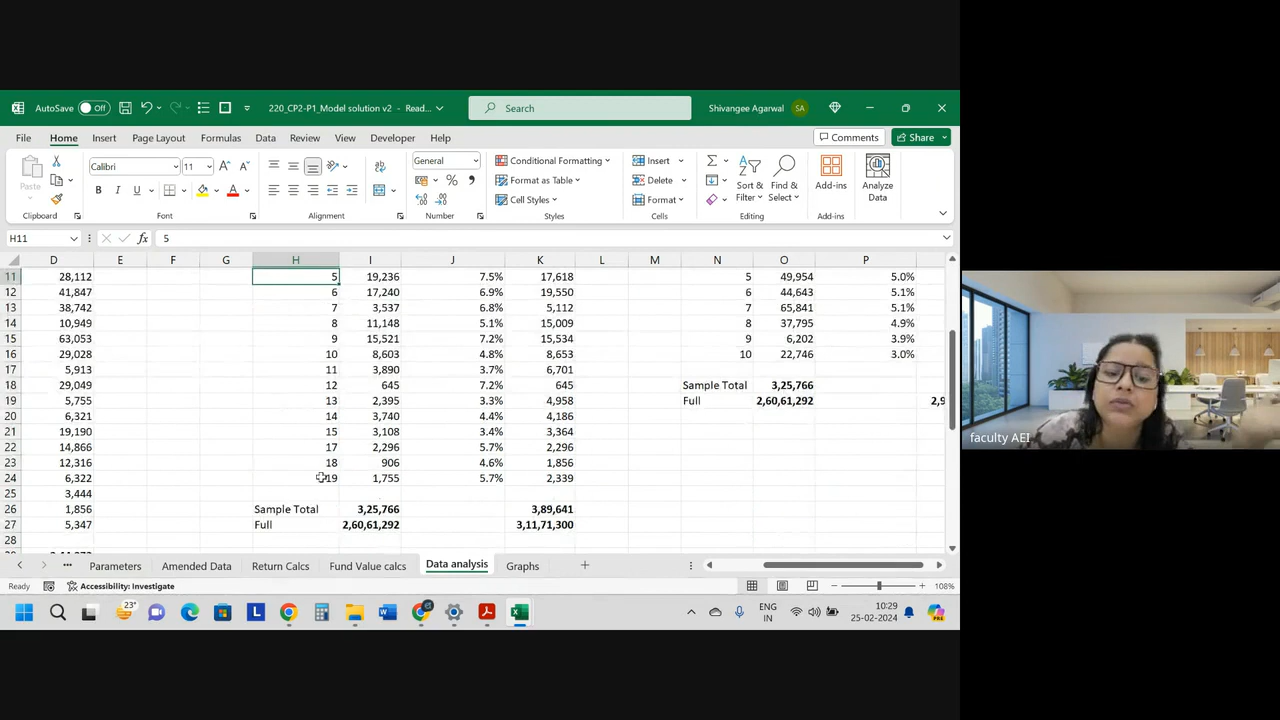 AutoSave Off 220_CP2-P1_Model solution v2 - Read... Search Shivangee Agarwal SA
File Home Insert Page Layout Formulas Data Review View Developer Help Comments Share
Paste Calibri 11 A A General Conditional Formatting Insert Sort & Find & Add-ins Analyze
B I U A % Format as Table Delete Filter Select Data
Cell Styles Format
Clipboard Font Alignment Number Styles Cells Editing Add-ins
H11 fx 5
D E F G H I J K L M N O P
11 28,112 5 19,236 7.5% 17,618 5 49,954 5.0%
12 41,847 6 17,240 6.9% 19,550 6 44,643 5.1%
13 38,742 7 3,537 6.8% 5,112 7 65,841 5.1%
14 10,949 8 11,148 5.1% 15,009 8 37,795 4.9%
15 63,053 9 15,521 7.2% 15,534 9 6,202 3.9%
16 29,028 10 8,603 4.8% 8,653 10 22,746 3.0%
17 5,913 11 3,890 3.7% 6,701
18 29,049 12 645 7.2% 645 Sample Total 3,25,766
19 5,755 13 2,395 3.3% 4,958 Full 2,60,61,292 2,9
20 6,321 14 3,740 4.4% 4,186
21 19,190 15 3,108 3.4% 3,364
22 14,866 17 2,296 5.7% 2,296
23 12,316 18 906 4.6% 1,856
24 6,322 19 1,755 5.7% 2,339
25 3,444
26 1,856 Sample Total 3,25,766 3,89,641
27 5,347 Full 2,60,61,292 3,11,71,300
28
Parameters Amended Data Return Calcs Fund Value calcs Data analysis Graphs
Ready Accessibility: Investigate 108%
23° ENG 10:29
IN 25-02-2024
faculty AEI